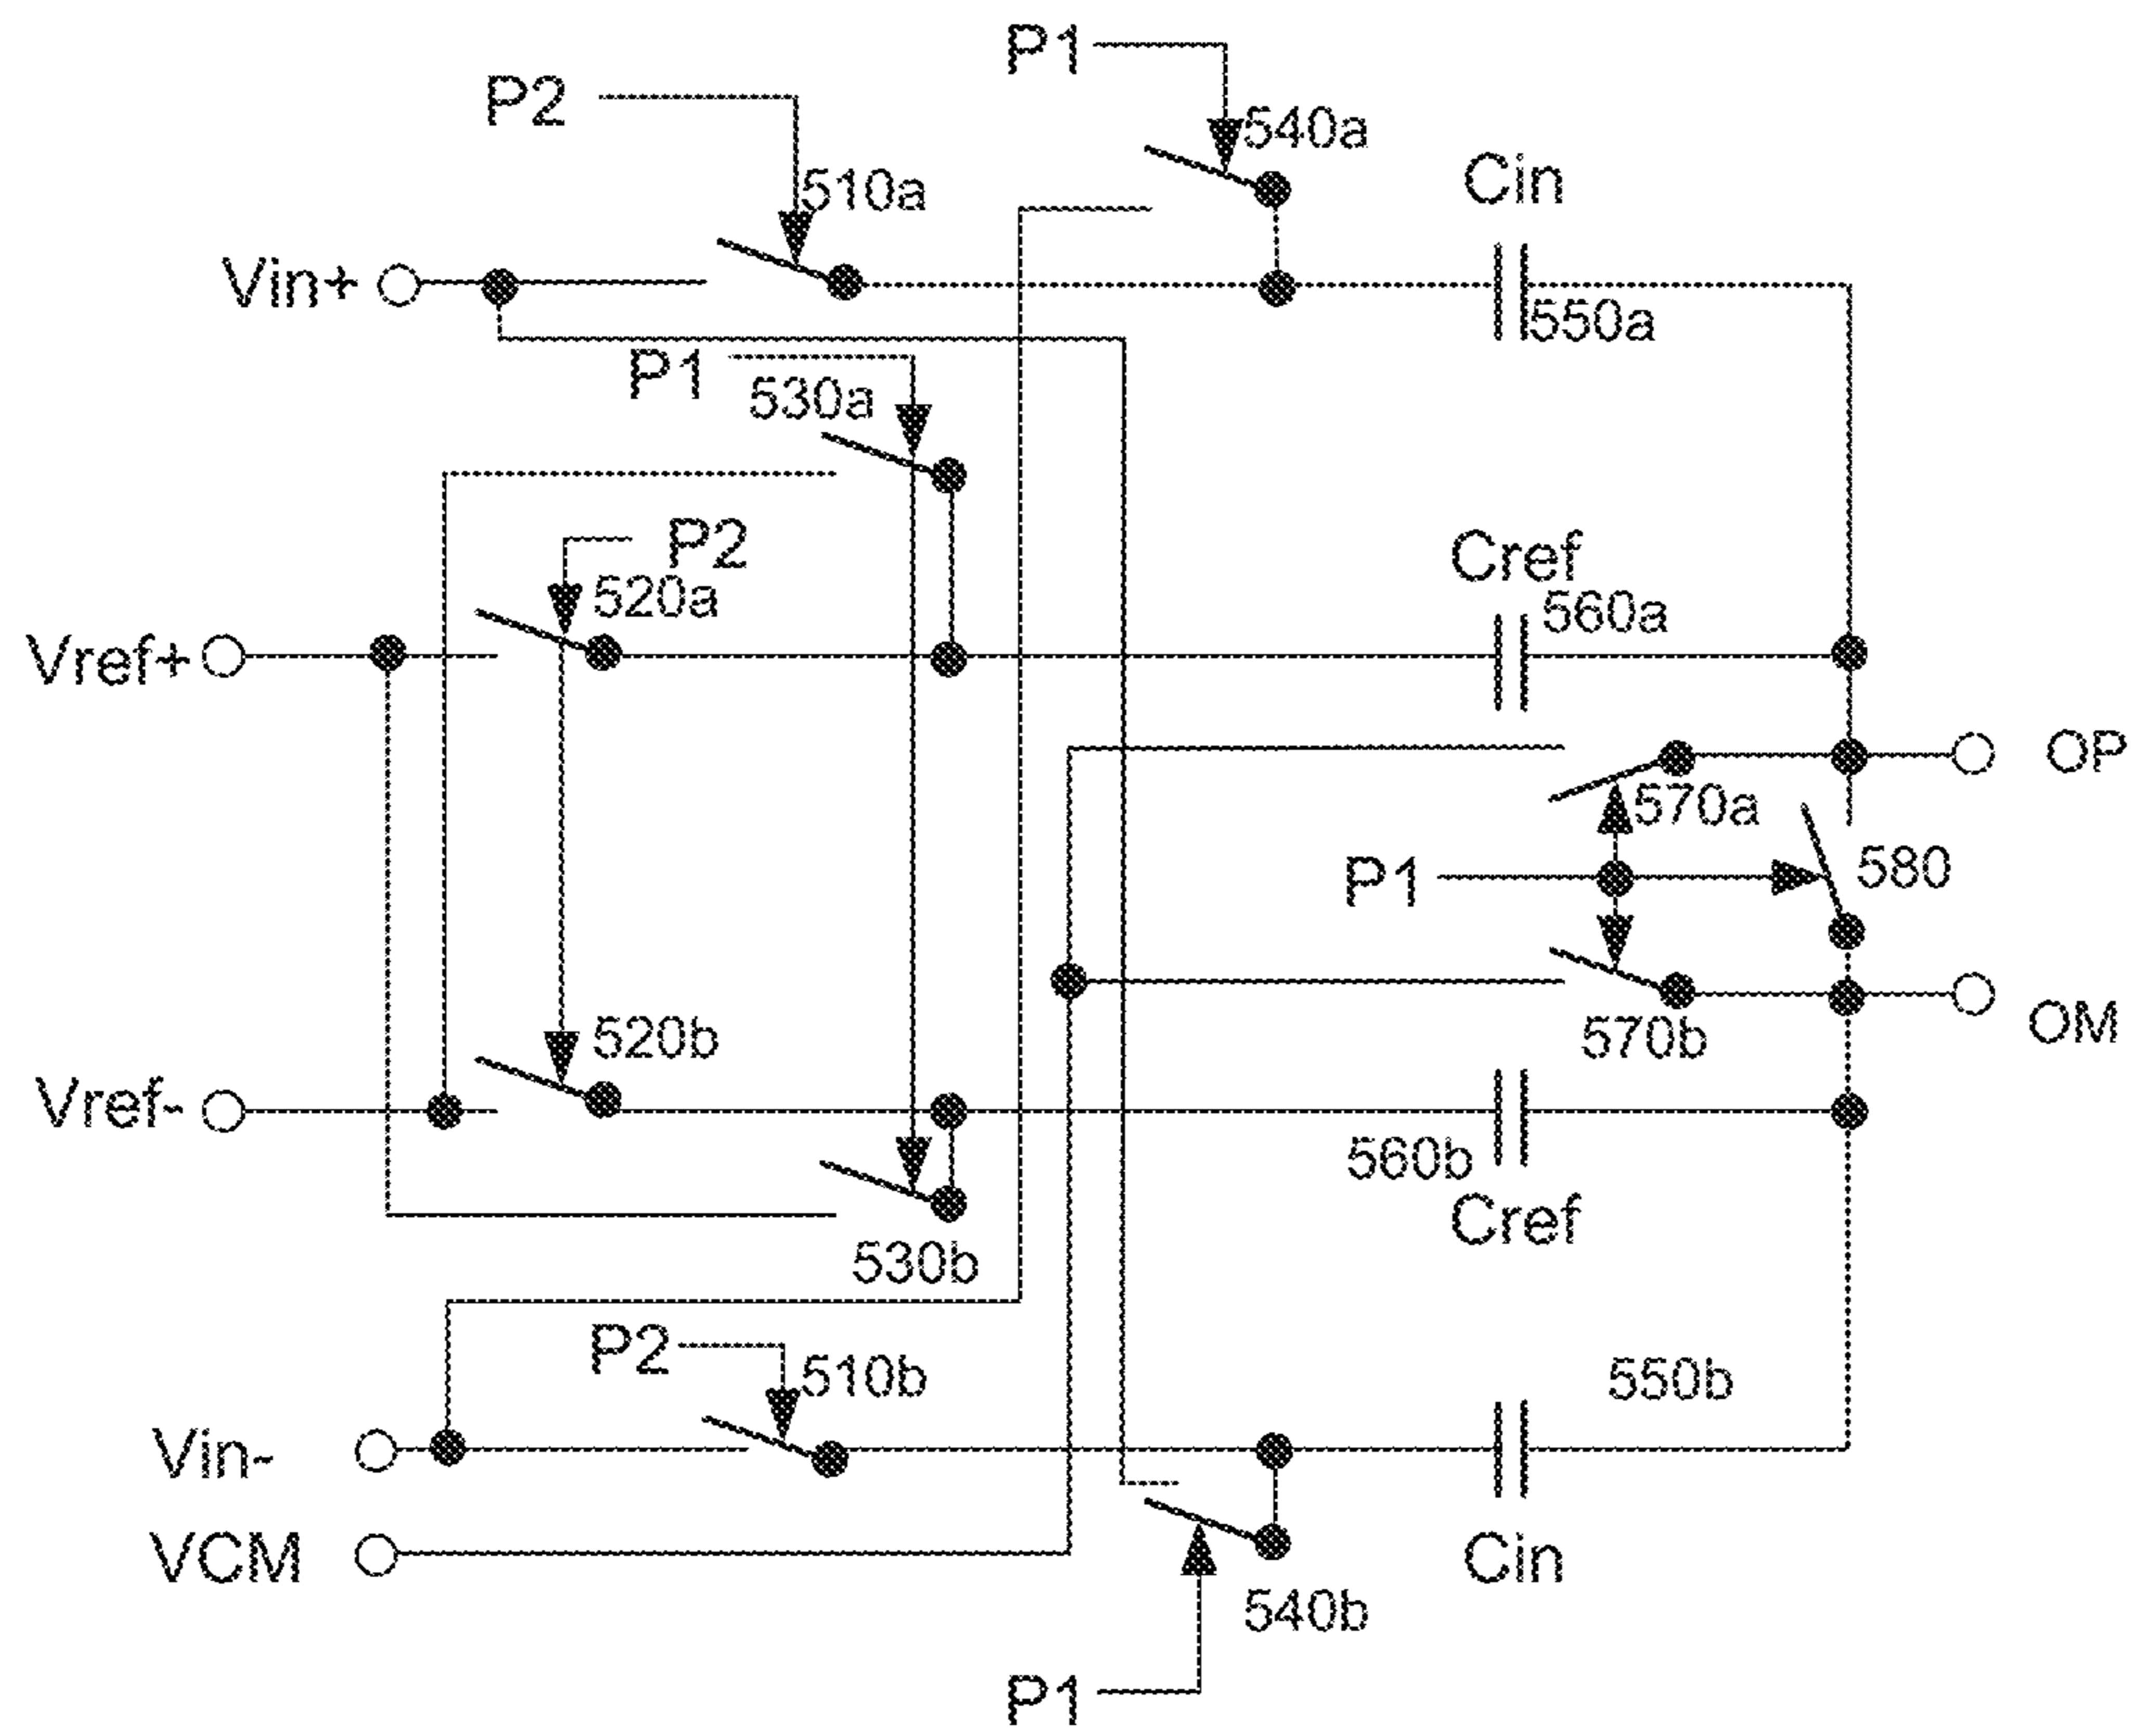 P1
P2
540a
Cin
510a
Vin+
550a
P1
530a
P2
Cref
520a
560a
Vref+
OP
570a
P1
580
OM
520b
570b
Vref-
560b
Cref
530b
P2
510b
550b
Vin-
VCM
Cin
540b
P1